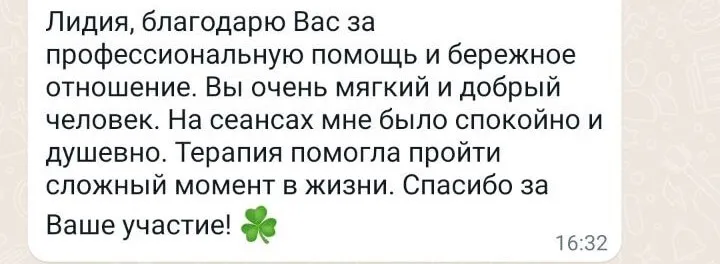 Лидия, благодарю Вас за
профессиональную помощь и бережное
отношение. Вы очень мягкий и добрый
человек. На сеансах мне было спокойно и
душевно. Терапия помогла пройти
сложный момент в жизни. Спасибо за
Ваше участие! ☘️
16:32